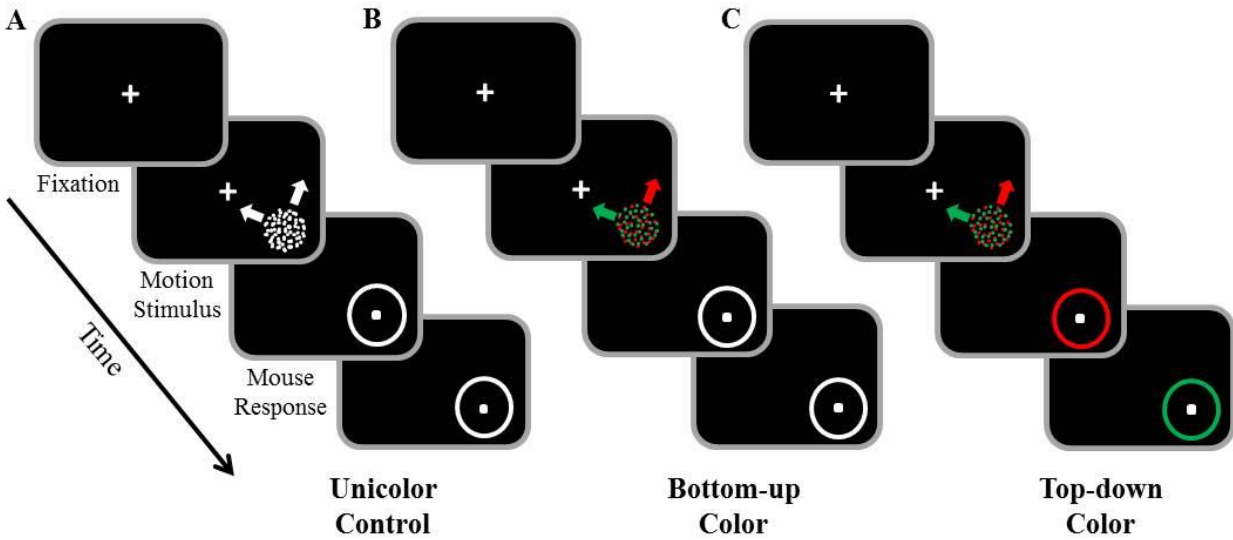 A
B
C
Fixation
Motion
Stimulus
Mouse
Response
Time
Unicolor
Control
Bottom-up
Color
Top-down
Color